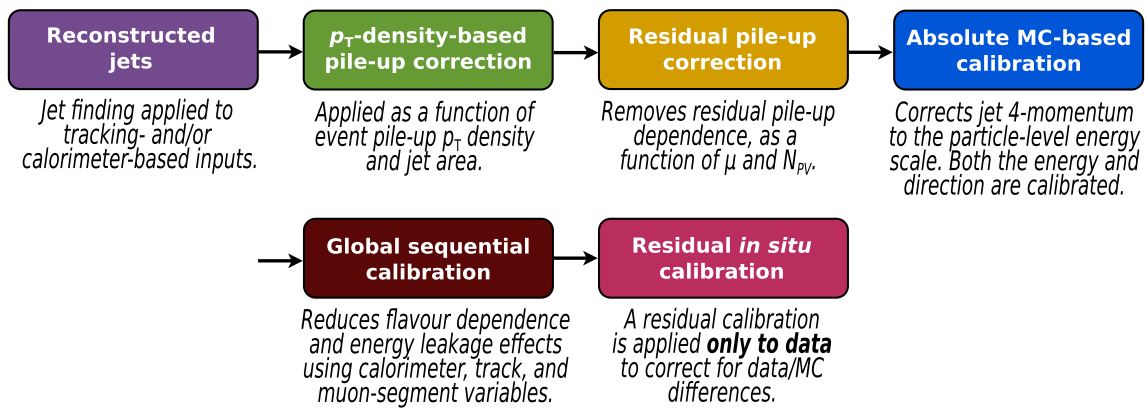 Reconstructed
jets
Jet finding applied to
tracking- and/or
calorimeter-based inputs.
pT-density-based
pile-up correction
Applied as a function of
event pile-up pT density
and jet area.
Residual pile-up
correction
Removes residual pile-up
dependence, as a
function of µ and NPV.
Absolute MC-based
calibration
Corrects jet 4-momentum
to the particle-level energy
scale. Both the energy and
direction are calibrated.
Global sequential
calibration
Reduces flavour dependence
and energy leakage effects
using calorimeter, track, and
muon-segment variables.
Residual in situ
calibration
A residual calibration
is applied only to data
to correct for data/MC
differences.